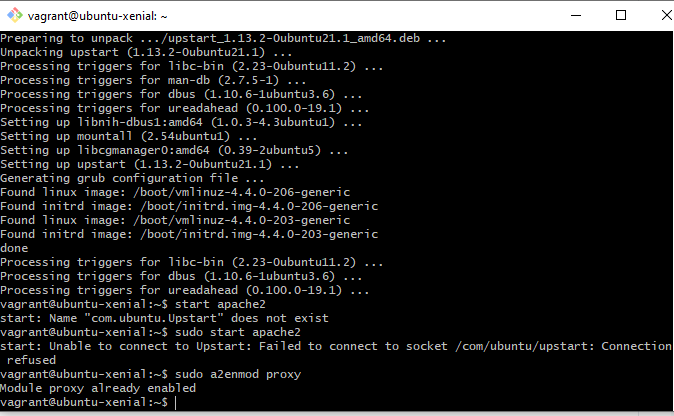 vagrant@ubuntu-xenial: ~
Preparing to unpack .../upstart_1.13.2-0ubuntu21.1_amd64.deb ...
Unpacking upstart (1.13.2-0ubuntu21.1) ...
Processing triggers for libc-bin (2.23-0ubuntu11.2) ...
Processing triggers for man-db (2.7.5-1) ...
Processing triggers for dbus (1.10.6-1ubuntu3.6) ...
Processing triggers for ureadahead (0.100.0-19.1) ...
Setting up libnih-dbus1:amd64 (1.0.3-4.3ubuntu1) ...
Setting up mountall (2.54ubuntu1) ...
Setting up libcgmanager0:amd64 (0.39-2ubuntu5) ...
Setting up upstart (1.13.2-0ubuntu21.1) ...
Generating grub configuration file ...
Found linux image: /boot/vmlinuz-4.4.0-206-generic
Found initrd image: /boot/initrd.img-4.4.0-206-generic
Found linux image: /boot/vmlinuz-4.4.0-203-generic
Found initrd image: /boot/initrd.img-4.4.0-203-generic
done
Processing triggers for libc-bin (2.23-0ubuntu11.2) ...
Processing triggers for dbus (1.10.6-1ubuntu3.6) ...
Processing triggers for ureadahead (0.100.0-19.1) ...
vagrant@ubuntu-xenial:~$ start apache2
start: Name "com.ubuntu.Upstart" does not exist
vagrant@ubuntu-xenial:~$ sudo start apache2
start: Unable to connect to Upstart: Failed to connect to socket /com/ubuntu/upstart: Connection
refused
vagrant@ubuntu-xenial:~$ sudo a2enmod proxy
Module proxy already enabled
vagrant@ubuntu-xenial:~$